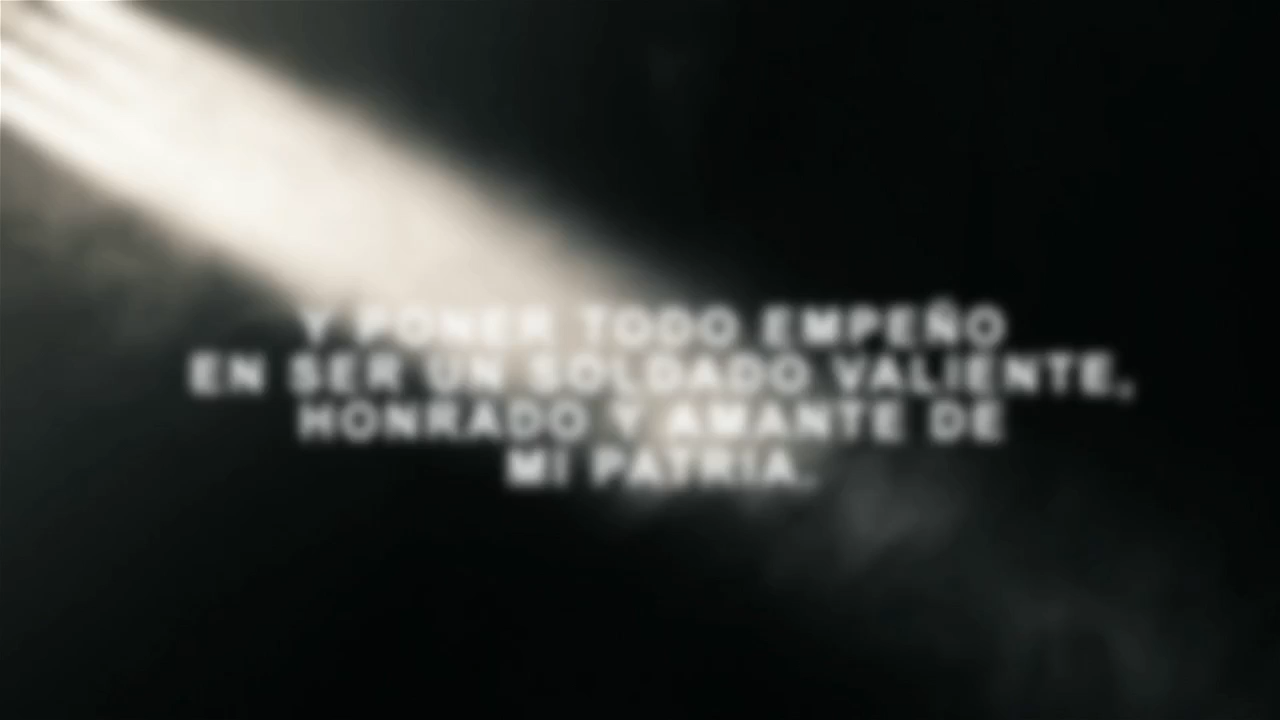 Y PONER TODO EMPEÑO
EN SER UN SOLDADO VALIENTE,
HONRADO Y AMANTE DE
MI PATRIA.